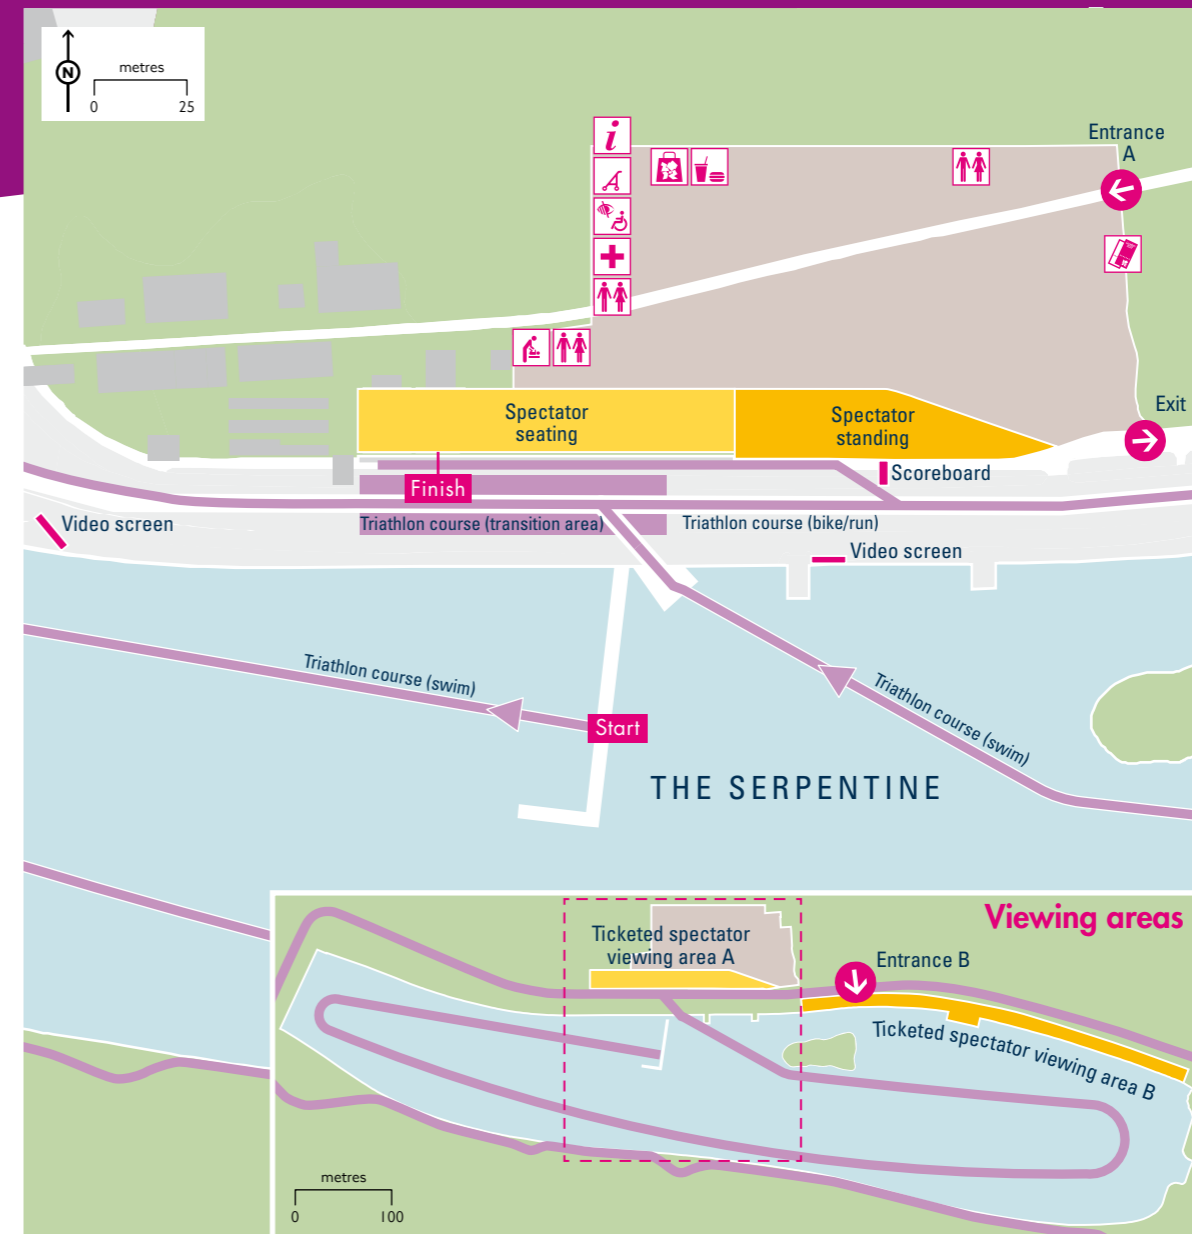 N
metres
0 25
i
Entrance
A
Exit
Spectator
seating
Spectator
standing
Finish
Scoreboard
Video screen
Triathlon course (transition area)
Triathlon course (bike/run)
Video screen
Triathlon course (swim)
Triathlon course (swim)
Start
THE SERPENTINE
Viewing areas
Ticketed spectator
viewing area A
Entrance B
Ticketed spectator viewing area B
metres
0 100